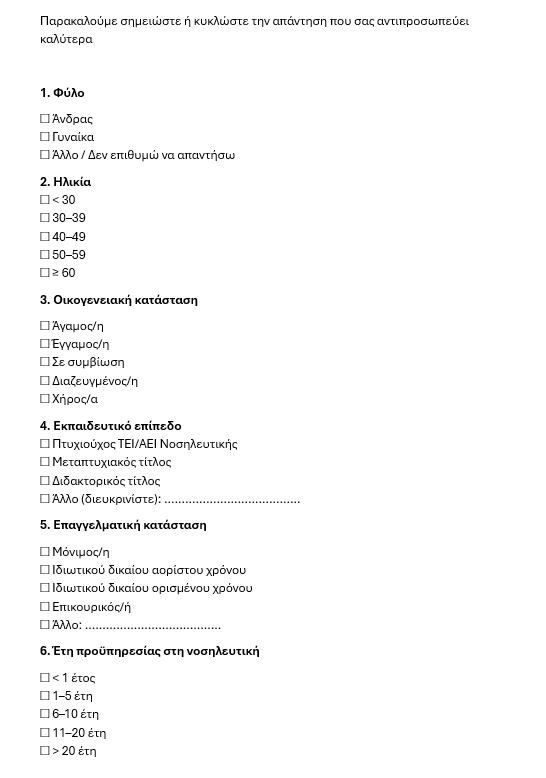 Παρακαλούμε σημειώστε ή κυκλώστε την απάντηση που σας αντιπροσωπεύει
καλύτερα
1. Φύλο
☐ Άνδρας
☐ Γυναίκα
☐ Άλλο / Δεν επιθυμώ να απαντήσω
2. Ηλικία
☐ < 30
☐ 30–39
☐ 40–49
☐ 50–59
☐ ≥ 60
3. Οικογενειακή κατάσταση
☐ Άγαμος/η
☐ Έγγαμος/η
☐ Σε συμβίωση
☐ Διαζευγμένος/η
☐ Χήρος/α
4. Εκπαιδευτικό επίπεδο
☐ Πτυχιούχος ΤΕΙ/ΑΕΙ Νοσηλευτικής
☐ Μεταπτυχιακός τίτλος
☐ Διδακτορικός τίτλος
☐ Άλλο (διευκρινίστε): .......................................
5. Επαγγελματική κατάσταση
☐ Μόνιμος/η
☐ Ιδιωτικού δικαίου αορίστου χρόνου
☐ Ιδιωτικού δικαίου ορισμένου χρόνου
☐ Επικουρικός/ή
☐ Άλλο: .......................................
6. Έτη προϋπηρεσίας στη νοσηλευτική
☐ < 1 έτος
☐ 1–5 έτη
☐ 6–10 έτη
☐ 11–20 έτη
☐ > 20 έτη